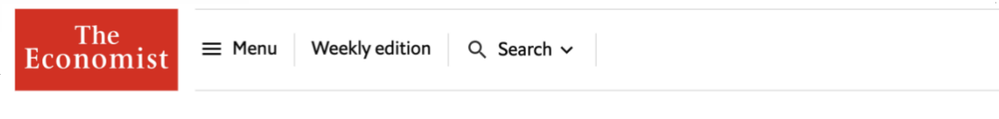 The
Economist
Menu
Weekly edition
Search